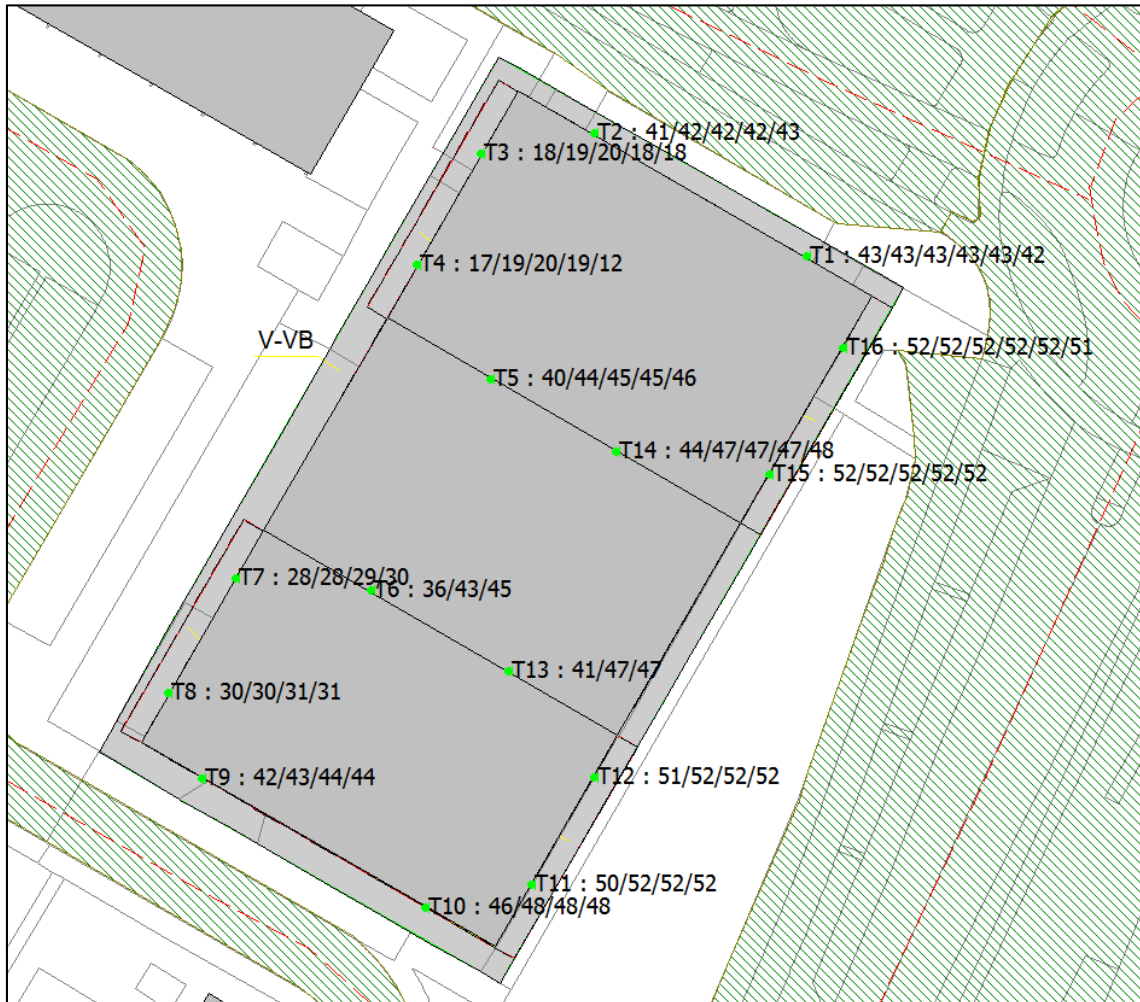 T2 : 41/42/42/42/43
T3 : 18/19/20/18/18
T1 : 43/43/43/43/43/42
T4 : 17/19/20/19/12
V-VB
T16 : 52/52/52/52/52/51
T5 : 40/44/45/45/46
T14 : 44/47/47/47/48
T15 : 52/52/52/52/52
T7 : 28/28/29/30
T6 : 36/43/45
T13 : 41/47/47
T8 : 30/30/31/31
T9 : 42/43/44/44
T12 : 51/52/52/52
T11 : 50/52/52/52
T10 : 46/48/48/48